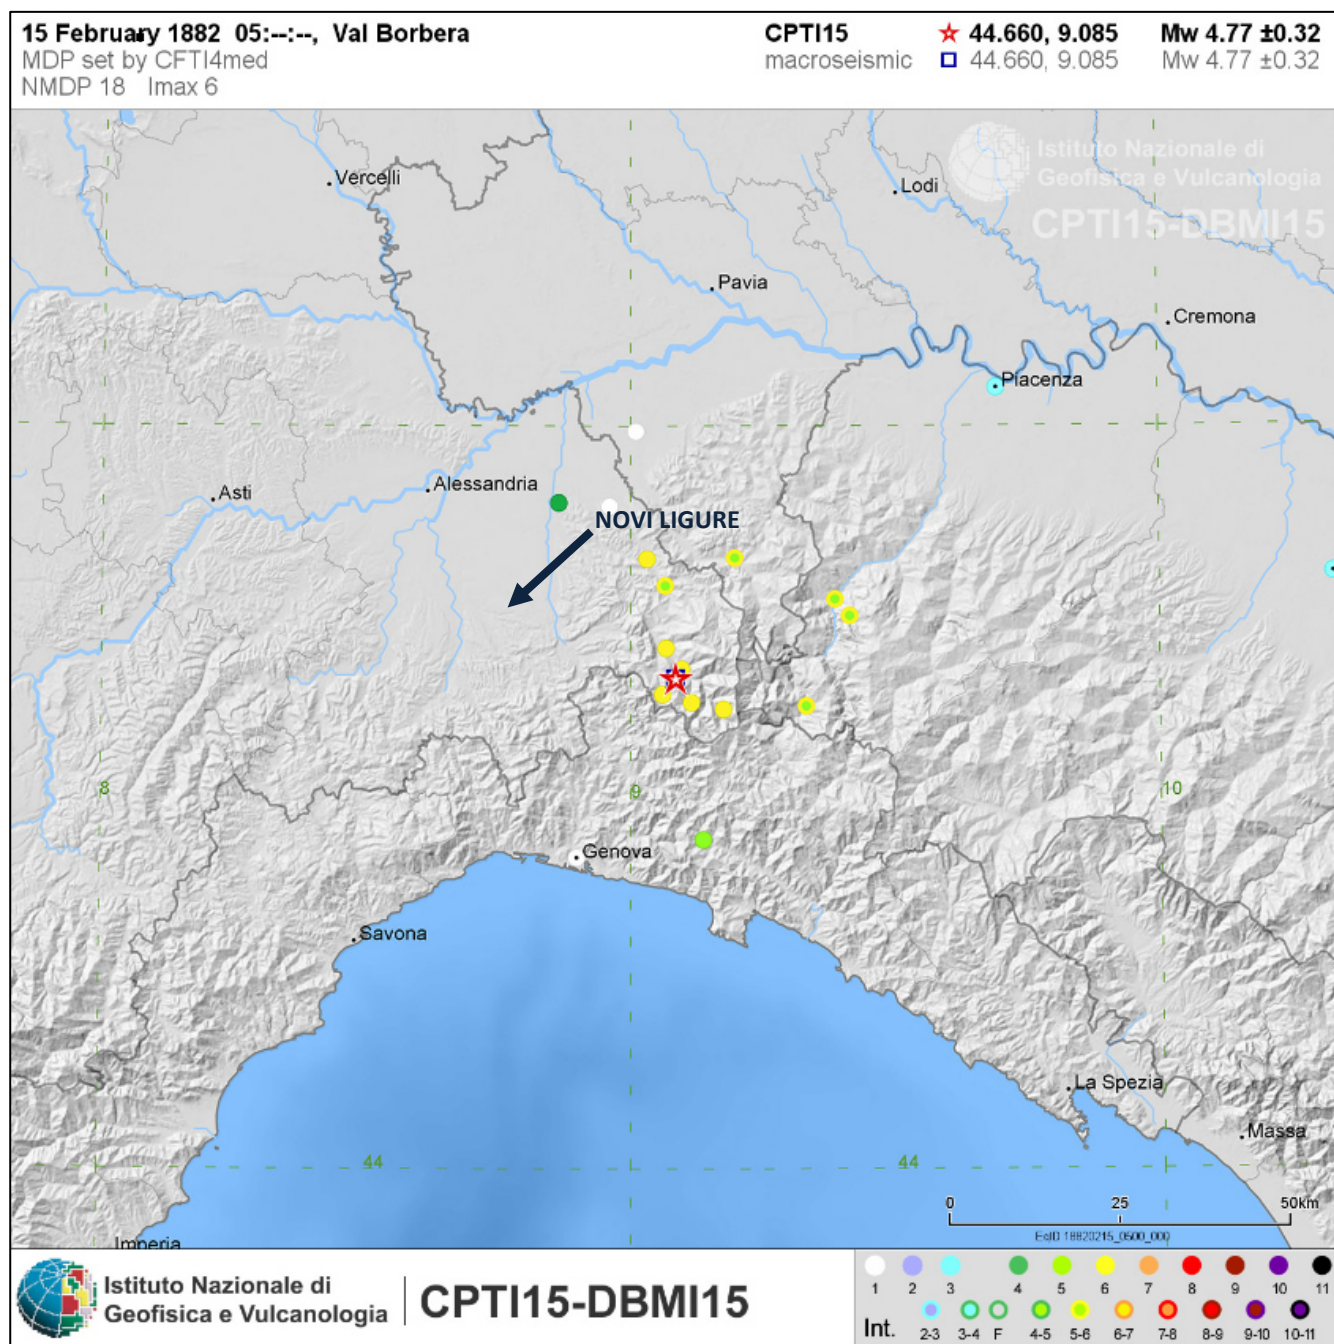 15 February 1882 05:--:--, Val Borbera
MDP set by CFTI4med
NMDP 18 Imax 6
CPTI15 44.660, 9.085 Mw 4.77 ±0.32
macroseismic 44.660, 9.085 Mw 4.77 ±0.32
Istituto Nazionale di
Geofisica e Vulcanologia
CPTI15-DBMI15
Vercelli
Lodi
Pavia
Cremona
Piacenza
Asti
Alessandria
NOVI LIGURE
8
9
10
Genova
Savona
La Spezia
Massa
44
44
0 25 50km
EqID 18820215_0500_000
Imperia
Istituto Nazionale di
Geofisica e Vulcanologia
CPTI15-DBMI15
1 2 3 4 5 6 7 8 9 10 11
Int. 2-3 3-4 F 4-5 5-6 6-7 7-8 8-9 9-10 10-11